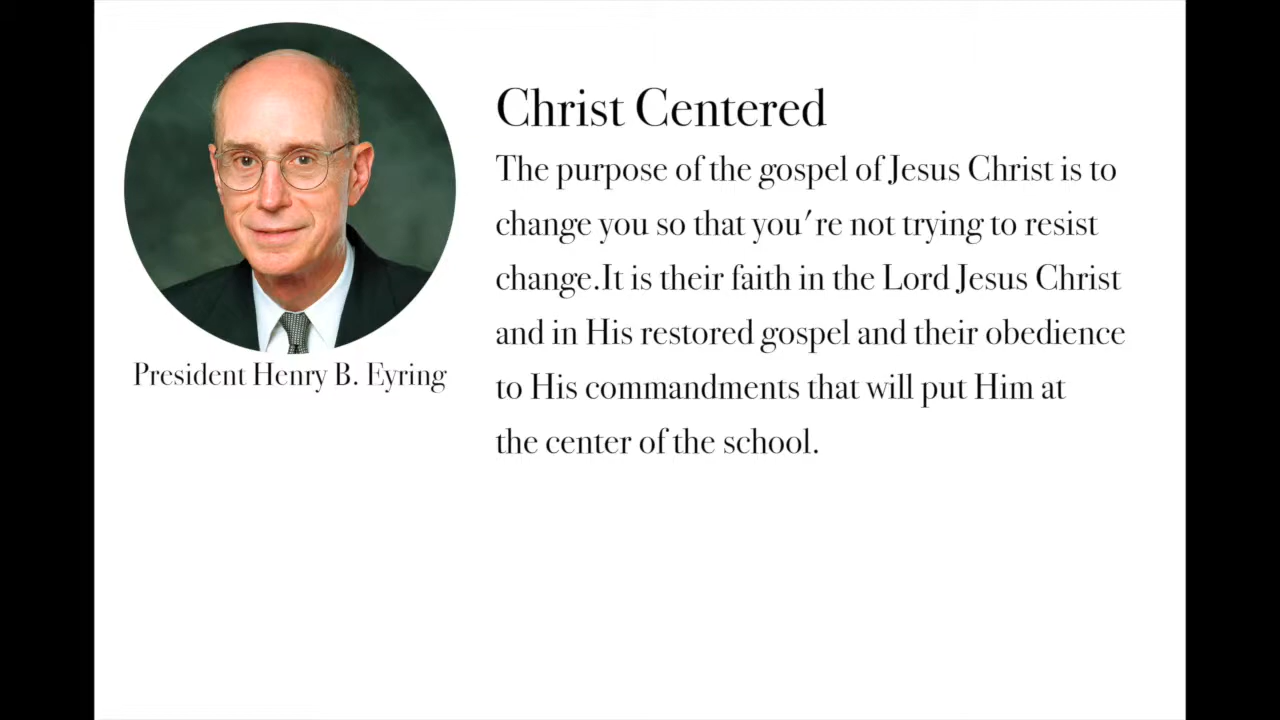 Christ Centered
The purpose of the gospel of Jesus Christ is to
change you so that you're not trying to resist
change.It is their faith in the Lord Jesus Christ
and in His restored gospel and their obedience
to His commandments that will put Him at
the center of the school.
President Henry B. Eyring